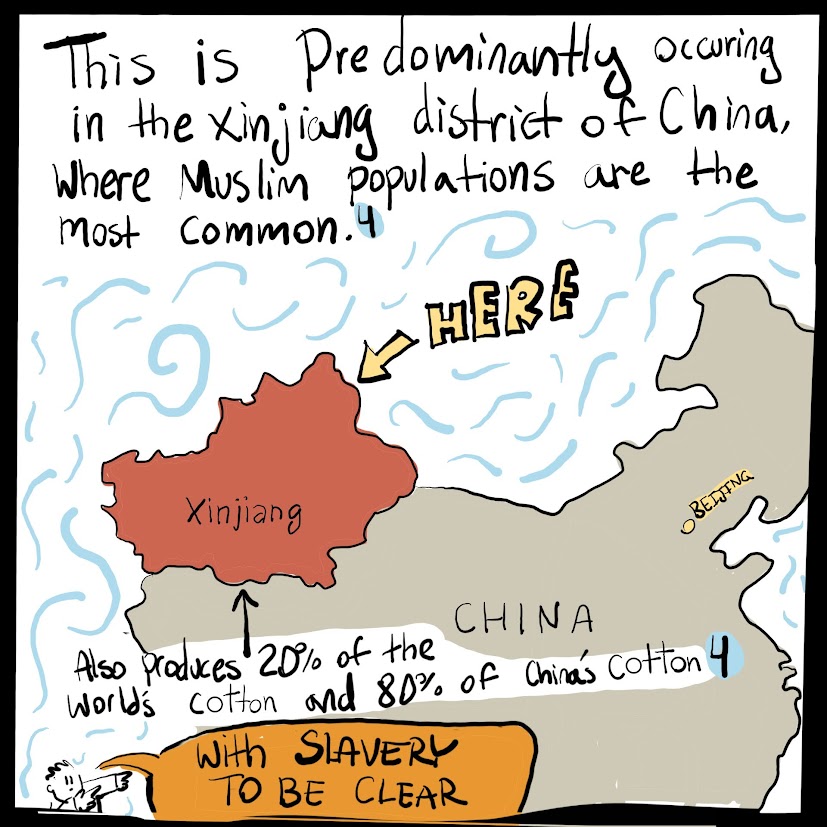 This is Predominantly occuring
in the Xinjiang district of China,
where Muslim populations are the
most common.4
HERE
Xinjiang
BEIJING
CHINA
Also produces 20% of the
world's cotton and 80% of China's cotton 4
With SLAVERY
TO BE CLEAR